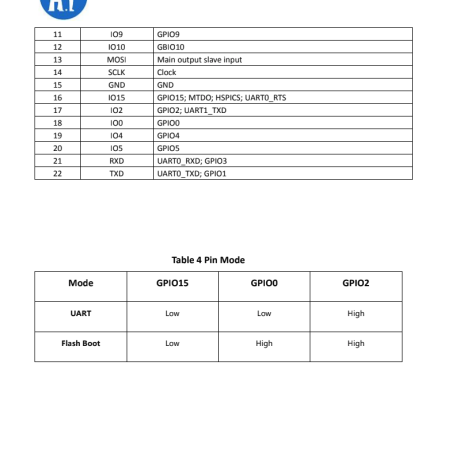 A.I
11 IO9 GPIO9
12 IO10 GBIO10
13 MOSI Main output slave input
14 SCLK Clock
15 GND GND
16 IO15 GPIO15; MTDO; HSPICS; UART0_RTS
17 IO2 GPIO2; UART1_TXD
18 IO0 GPIO0
19 IO4 GPIO4
20 IO5 GPIO5
21 RXD UART0_RXD; GPIO3
22 TXD UART0_TXD; GPIO1
Table 4 Pin Mode
Mode GPIO15 GPIO0 GPIO2
UART Low Low High
Flash Boot Low High High